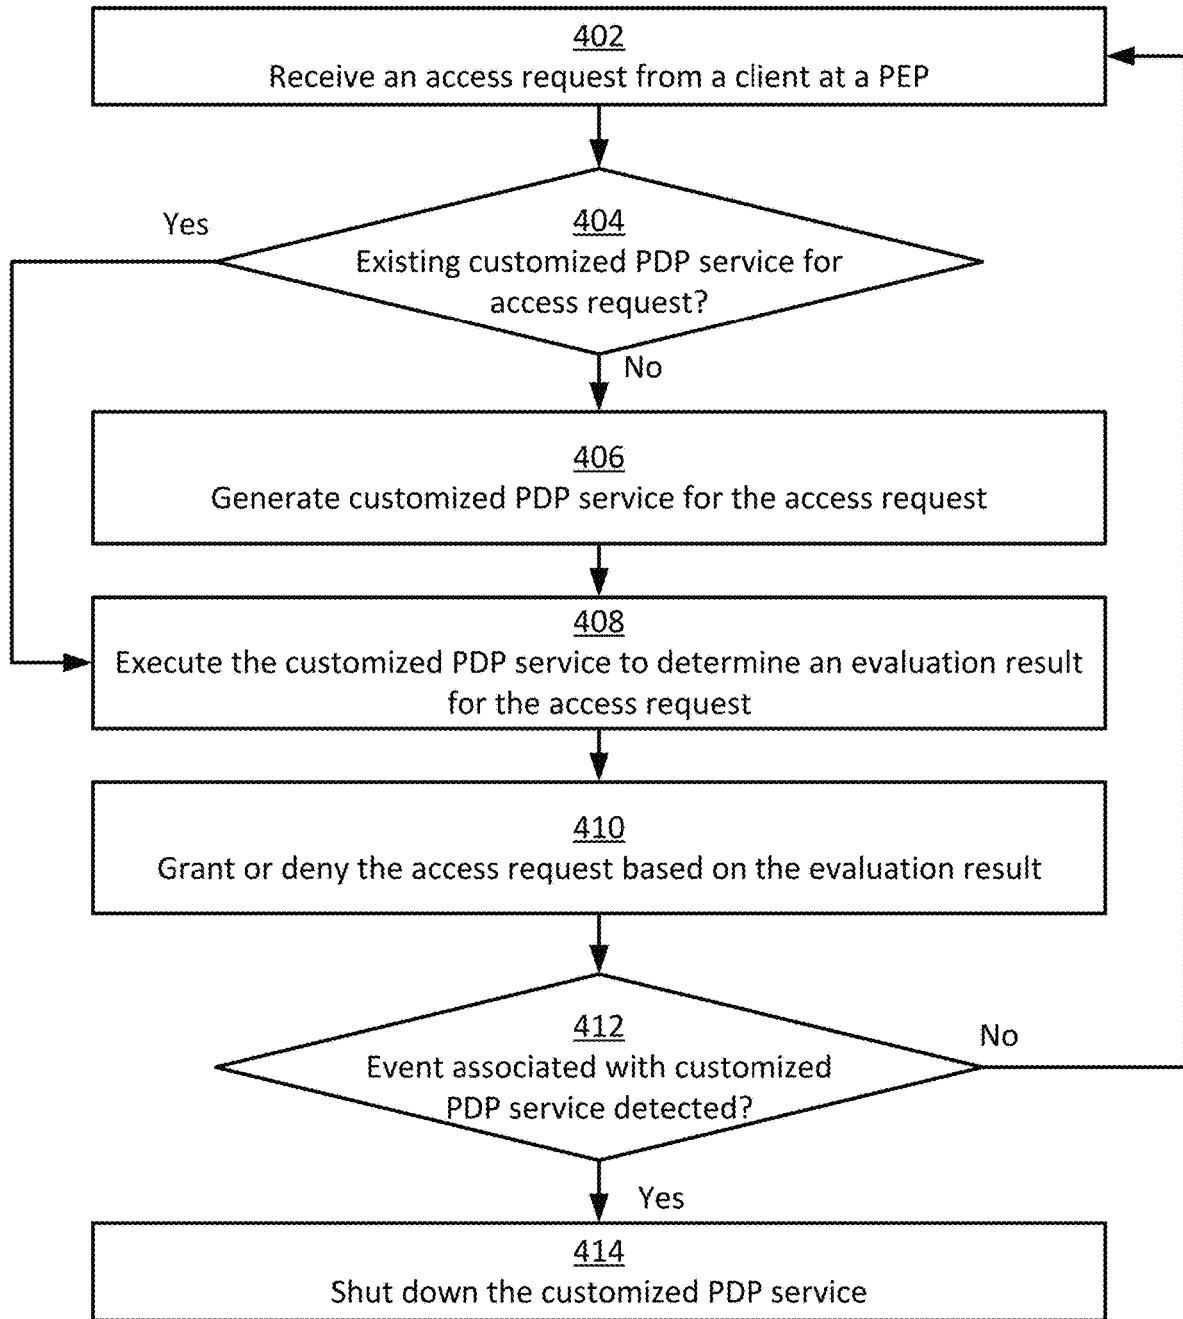 402
Receive an access request from a client at a PEP
Yes
404
Existing customized PDP service for
access request?
No
406
Generate customized PDP service for the access request
408
Execute the customized PDP service to determine an evaluation result
for the access request
410
Grant or deny the access request based on the evaluation result
412
Event associated with customized
PDP service detected?
No
Yes
414
Shut down the customized PDP service